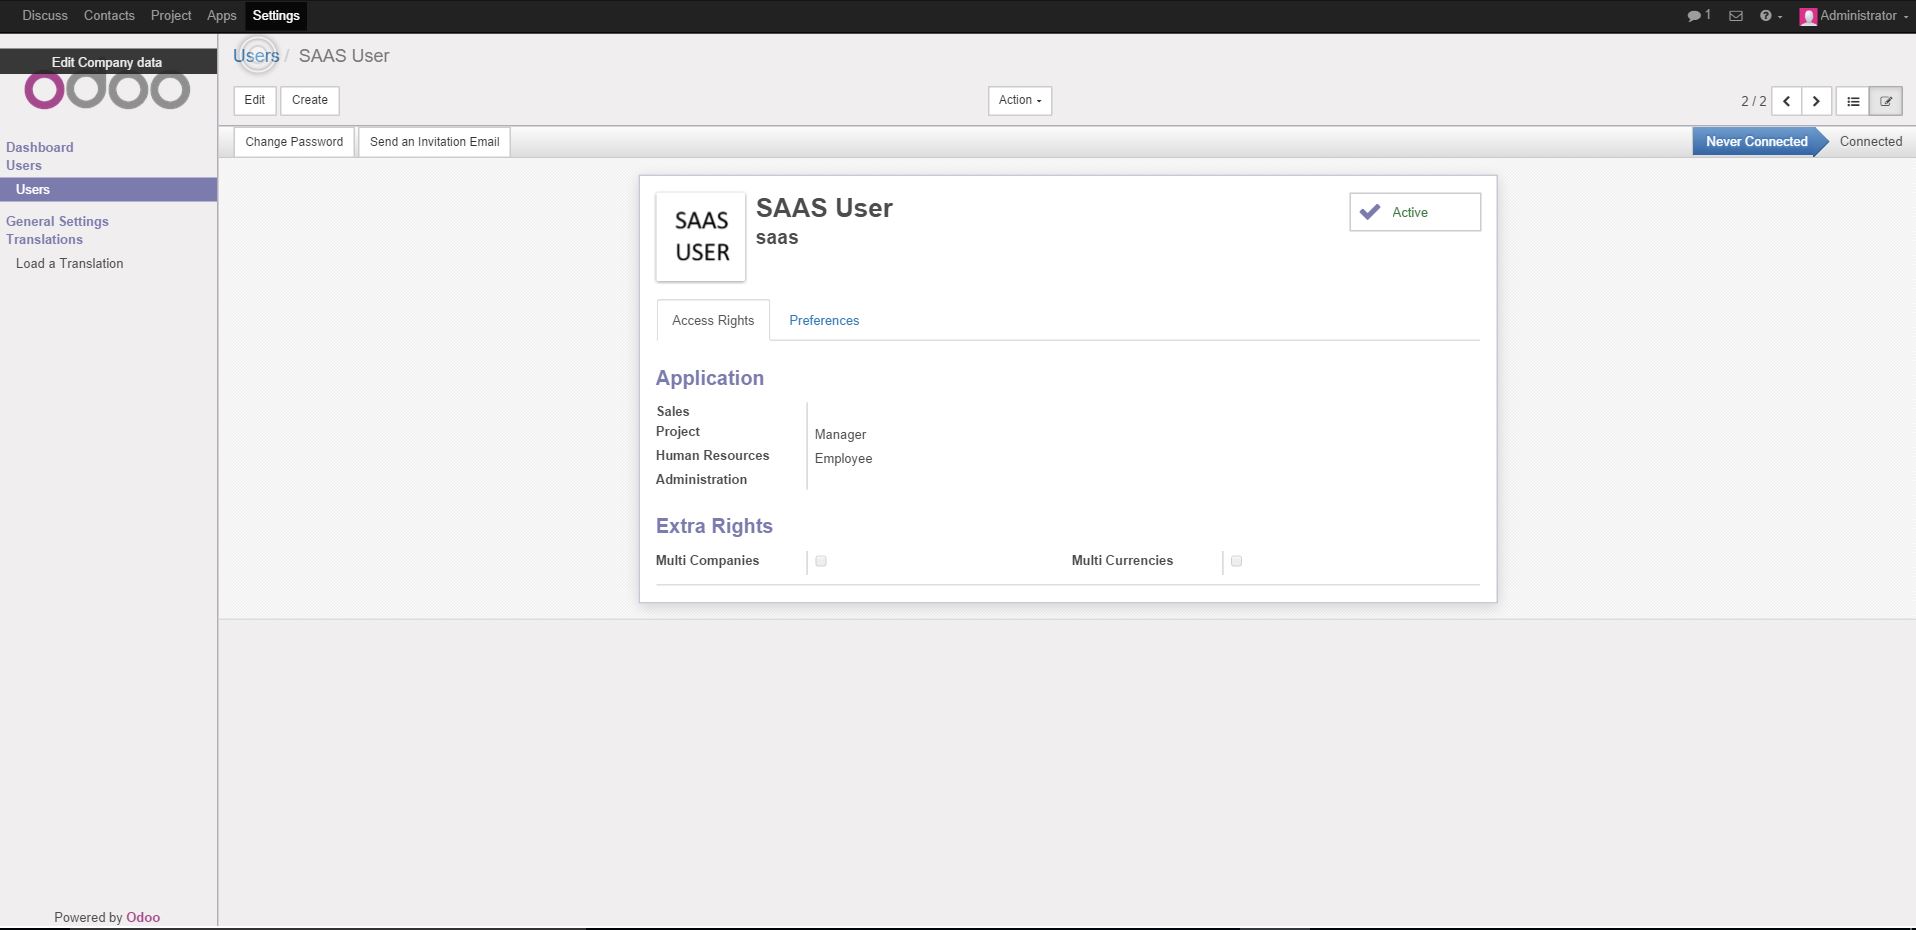 Discuss Contacts Project Apps Settings 1 Administrator
Edit Company data
odoo
Users / SAAS User
Edit Create Action 2 / 2
Change Password Send an Invitation Email Never Connected Connected
Dashboard
Users
Users
General Settings
Translations
Load a Translation
SAAS
USER
SAAS User
saas
Active
Access Rights Preferences
Application
Sales
Project Manager
Human Resources Employee
Administration
Extra Rights
Multi Companies Multi Currencies
Powered by Odoo